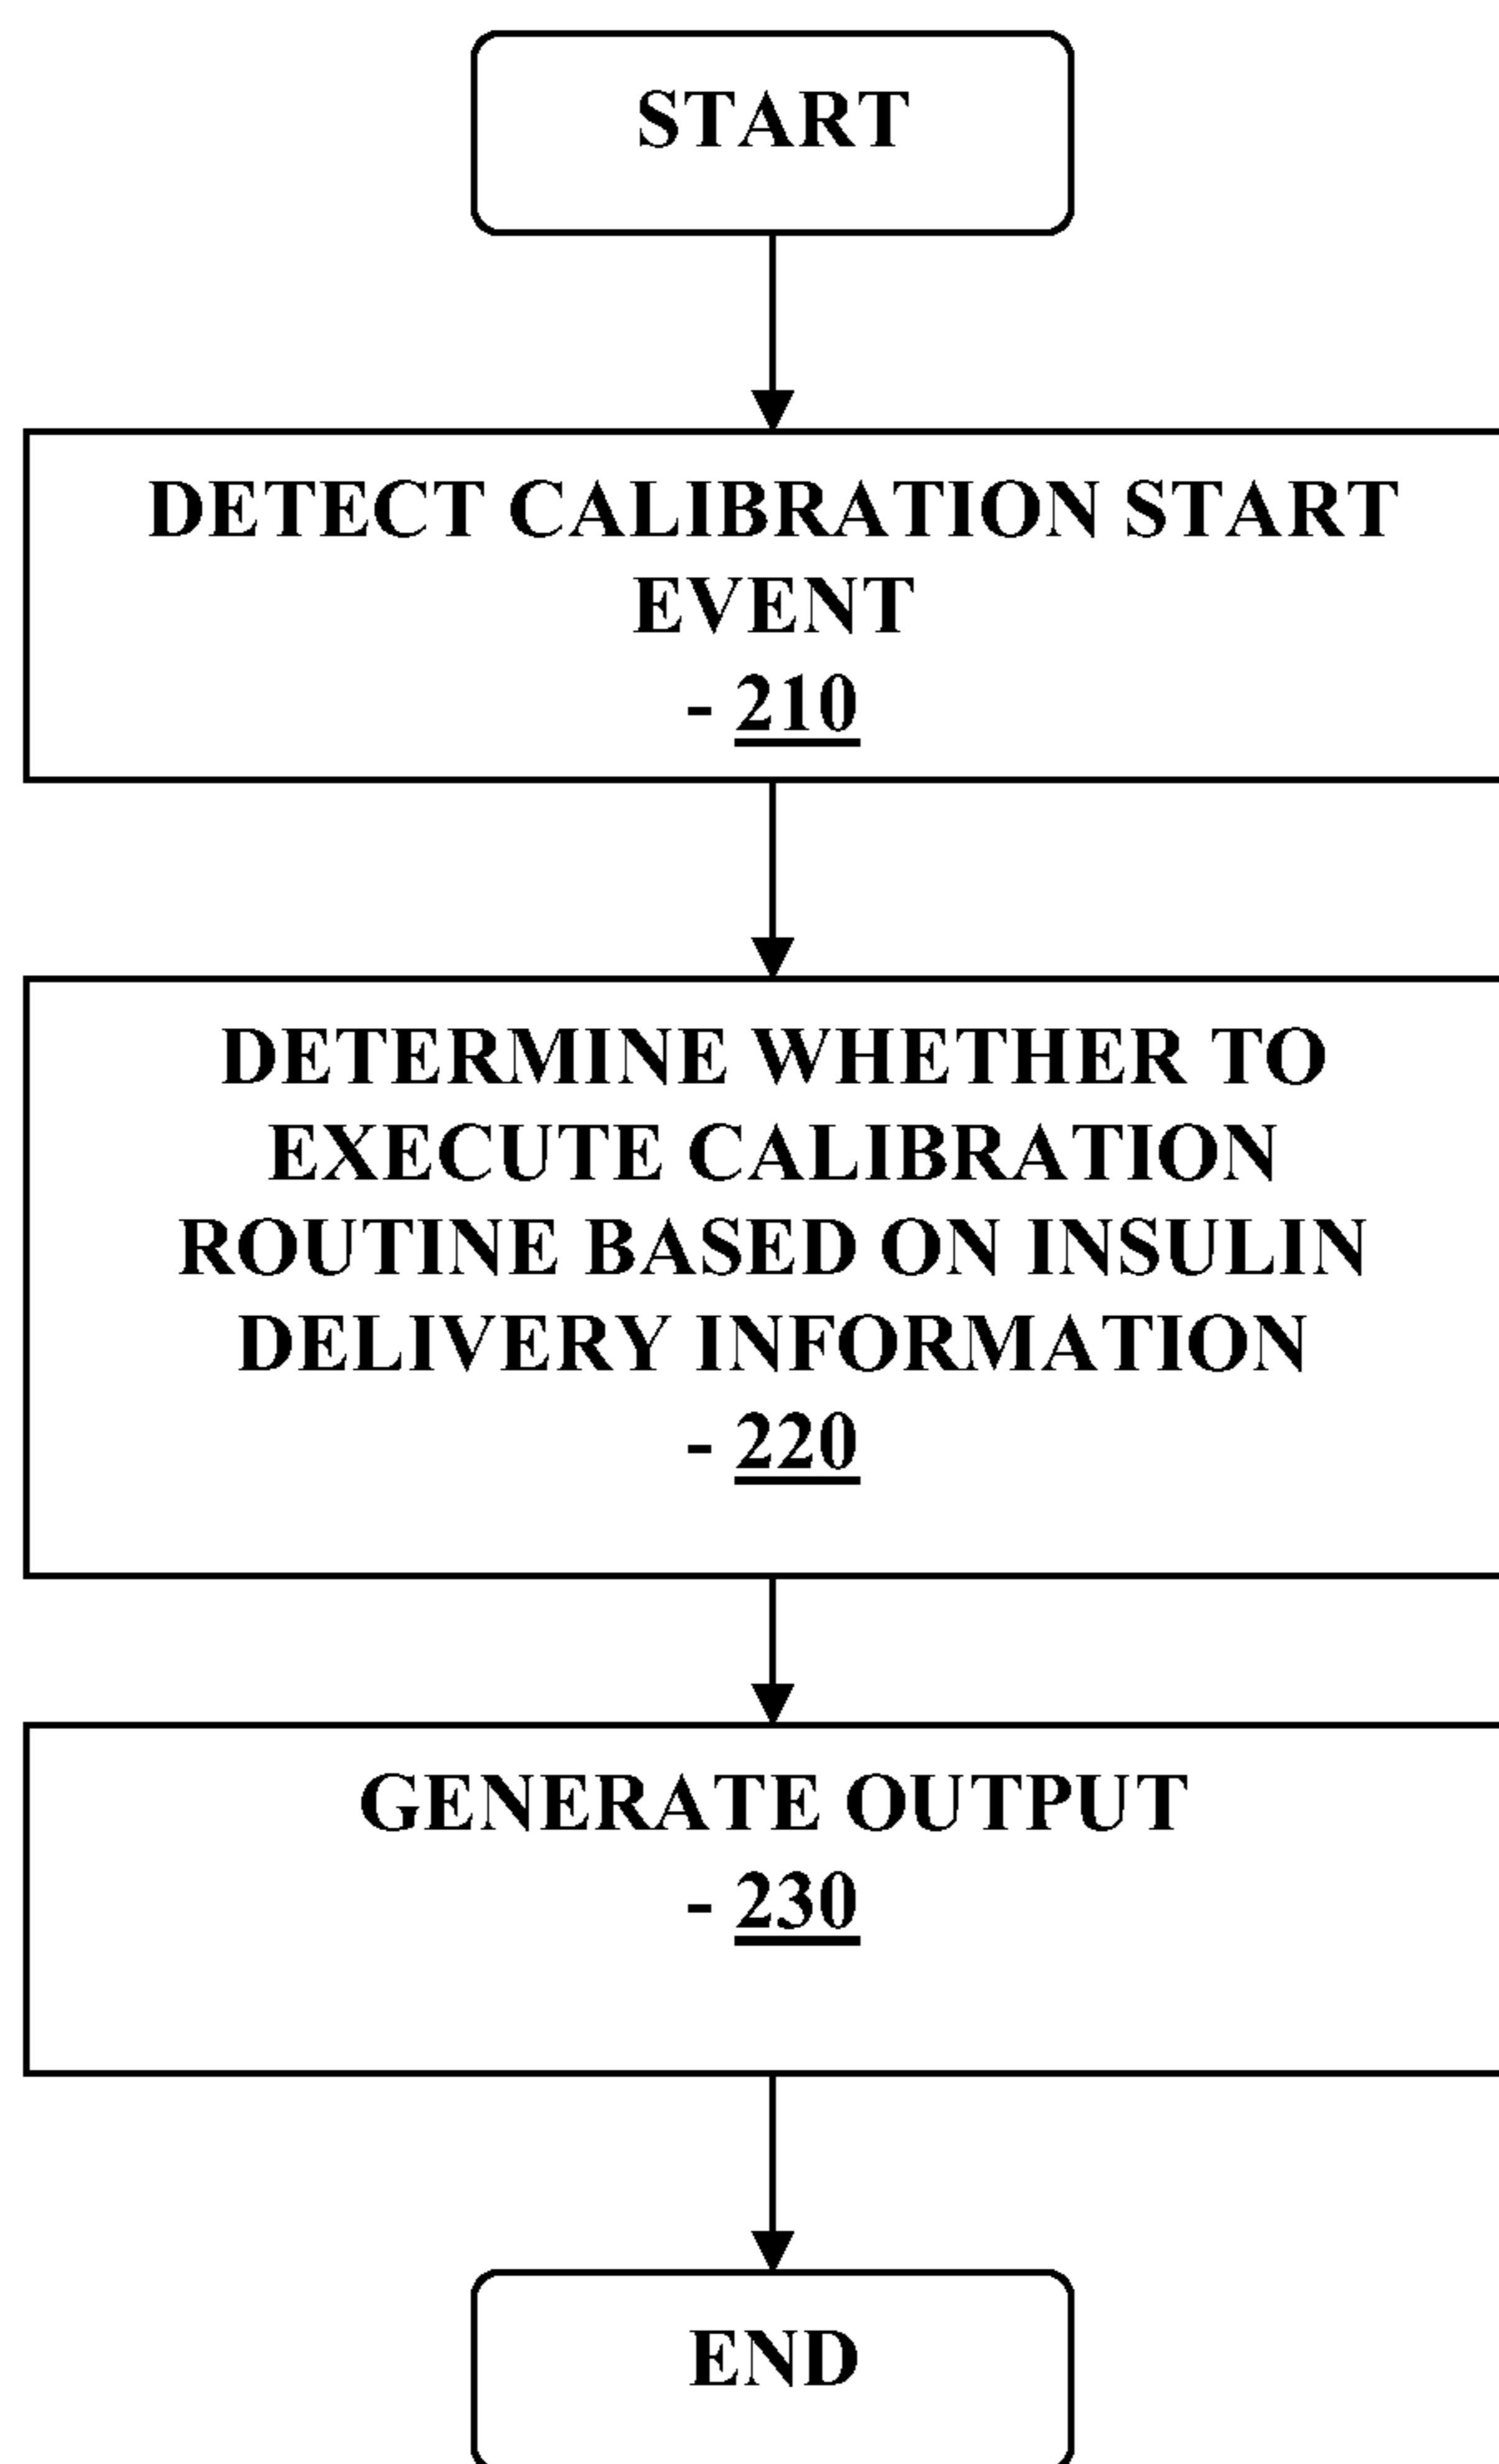 START
DETECT CALIBRATION START
EVENT
- 210
DETERMINE WHETHER TO
EXECUTE CALIBRATION
ROUTINE BASED ON INSULIN
DELIVERY INFORMATION
- 220
GENERATE OUTPUT
- 230
END